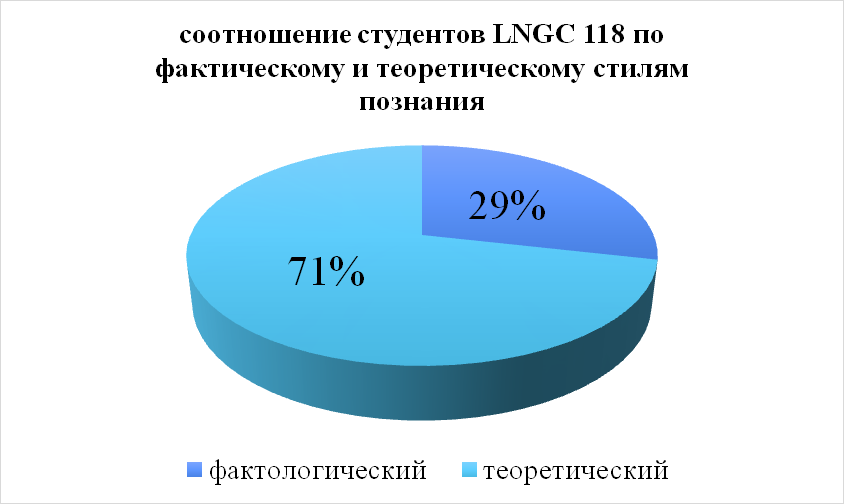 соотношение студентов LNGC 118 по
фактическому и теоретическому стилям
познания
29%
71%
фактологический
теоретический